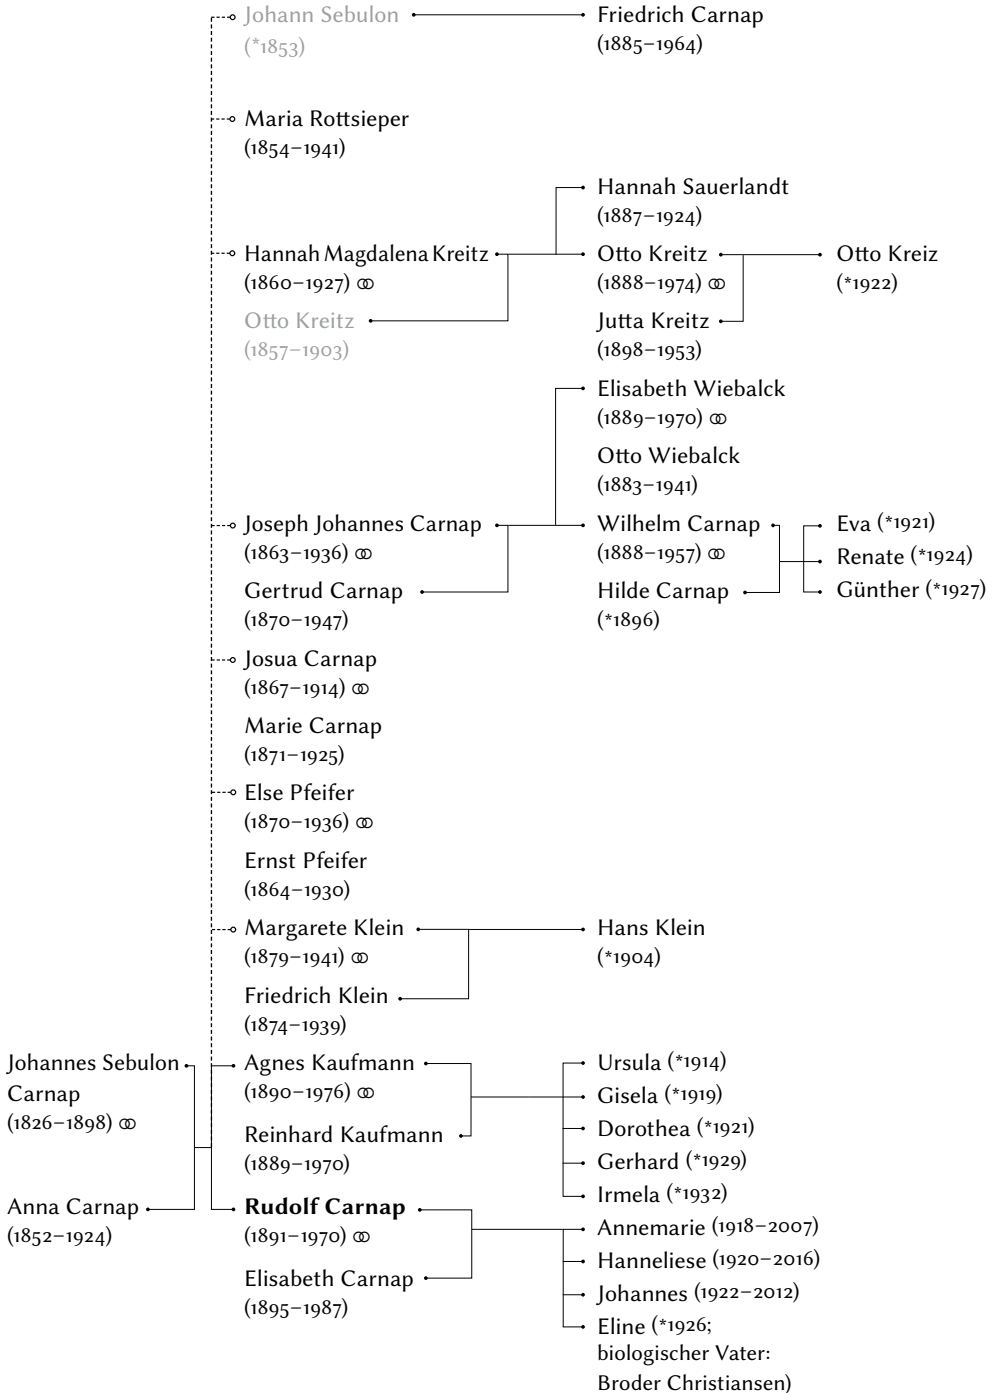 Johann Sebulon
(*1853)
Friedrich Carnap
(1885–1964)
Maria Rottsieper
(1854–1941)
Hannah Sauerlandt
(1887–1924)
Hannah Magdalena Kreitz
(1860–1927) ⚭
Otto Kreitz
(1888–1974) ⚭
Otto Kreiz
(*1922)
Otto Kreitz
(1857–1903)
Jutta Kreitz
(1898–1953)
Elisabeth Wiebalck
(1889–1970) ⚭
Otto Wiebalck
(1883–1941)
Joseph Johannes Carnap
(1863–1936) ⚭
Wilhelm Carnap
(1888–1957) ⚭
Eva (*1921)
Renate (*1924)
Günther (*1927)
Gertrud Carnap
(1870–1947)
Hilde Carnap
(*1896)
Josua Carnap
(1867–1914) ⚭
Marie Carnap
(1871–1925)
Else Pfeifer
(1870–1936) ⚭
Ernst Pfeifer
(1864–1930)
Margarete Klein
(1879–1941) ⚭
Hans Klein
(*1904)
Friedrich Klein
(1874–1939)
Johannes Sebulon
Carnap
(1826–1898) ⚭
Anna Carnap
(1852–1924)
Agnes Kaufmann
(1890–1976) ⚭
Reinhard Kaufmann
(1889–1970)
Ursula (*1914)
Gisela (*1919)
Dorothea (*1921)
Gerhard (*1929)
Irmela (*1932)
Rudolf Carnap
(1891–1970) ⚭
Elisabeth Carnap
(1895–1987)
Annemarie (1918–2007)
Hanneliese (1920–2016)
Johannes (1922–2012)
Eline (*1926;
biologischer Vater:
Broder Christiansen)